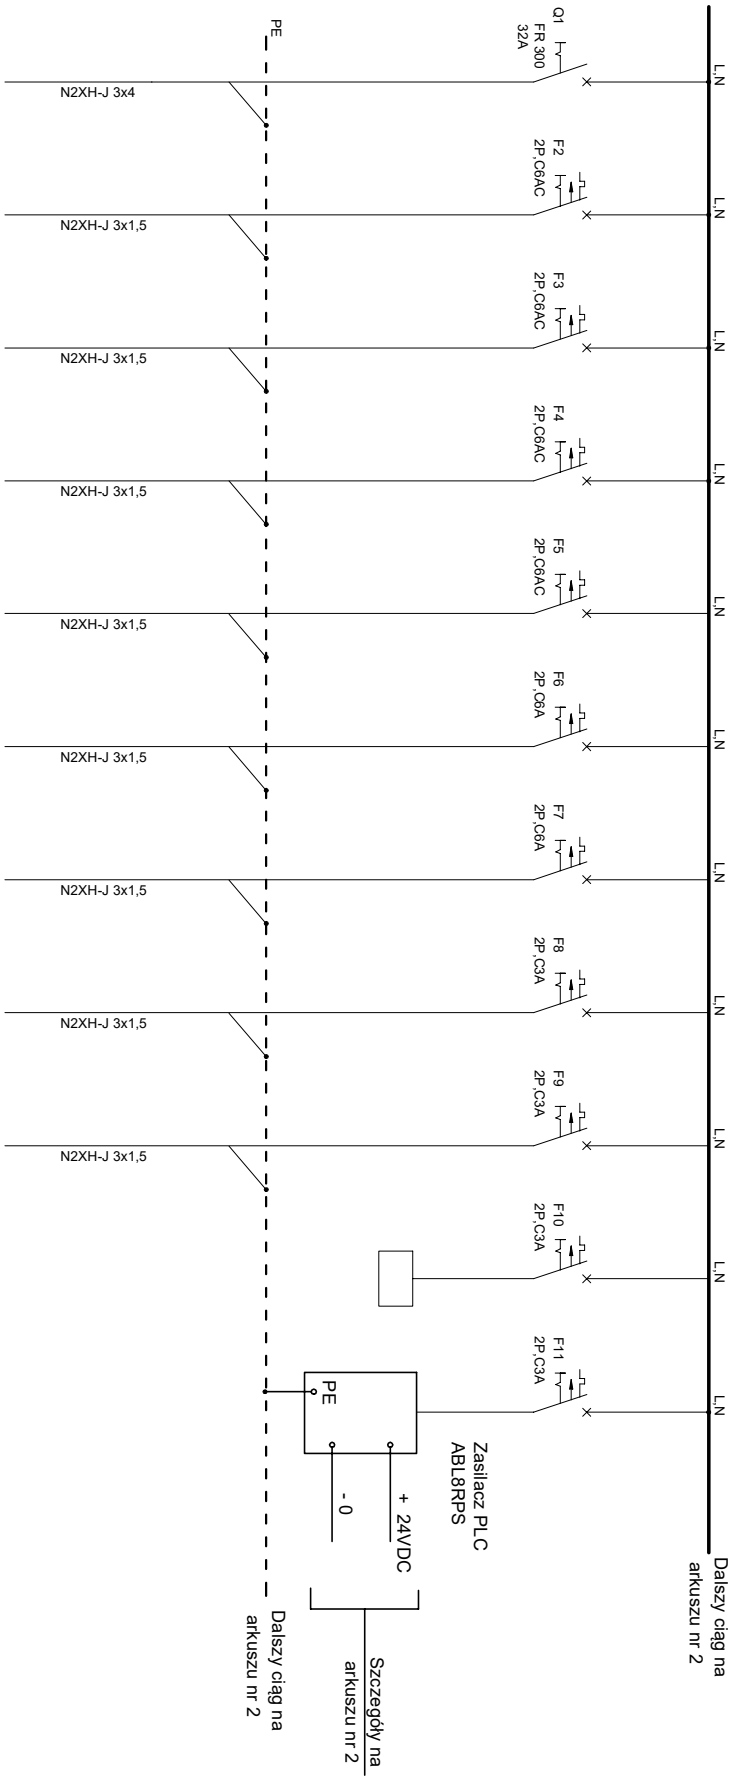 L,N
L,N
L,N
L,N
L,N
L,N
L,N
L,N
L,N
L,N
L,N
Dalszy ciąg na
arkuszu nr 2
Q1
FR 300
32A
F2
2P,C6AC
F3
2P,C6AC
F4
2P,C6AC
F5
2P,C6AC
F6
2P,C6A
F7
2P,C6A
F8
2P,C3A
F9
2P,C3A
F10
2P,C3A
F11
2P,C3A
Zasilacz PLC
ABL8RPS
+ 24VDC
- 0
PE
Szczegóły na
arkuszu nr 2
PE
Dalszy ciąg na
arkuszu nr 2
N2XH-J 3x4
N2XH-J 3x1,5
N2XH-J 3x1,5
N2XH-J 3x1,5
N2XH-J 3x1,5
N2XH-J 3x1,5
N2XH-J 3x1,5
N2XH-J 3x1,5
N2XH-J 3x1,5